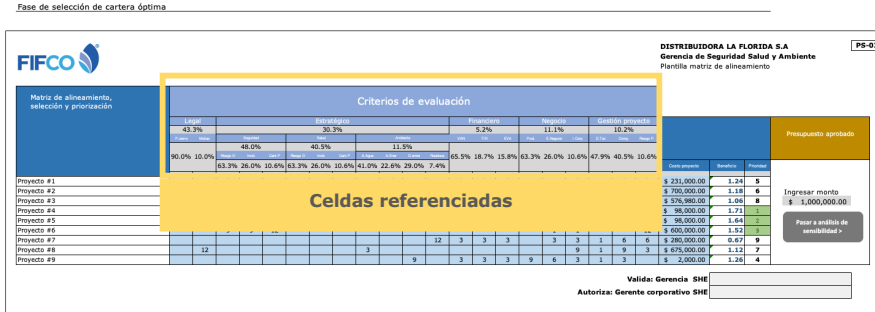 Fase de selección de cartera óptima
FIFCO
DISTRIBUIDORA LA FLORIDA S.A
Gerencia de Seguridad Salud y Ambiente
Plantilla matriz de alineamiento
Matriz de alineamiento,
selección y priorización
Criterios de evaluación
Legal Estratégico Financiero Negocio Gestión proyecto
43.3% 30.3% 5.2% 11.1% 10.2%
48.0% 40.5% 11.5%
90.0% 10.0% 65.5% 18.7% 15.8% 63.3% 26.0% 10.6% 47.9% 40.5% 10.6%
63.3% 26.0% 10.6% 63.3% 26.0% 10.6% 41.0% 22.6% 29.0% 7.4%
Costo proyecto Beneficio Prioridad
Presupuesto aprobado
Celdas referenciadas
Proyecto #1 $ 231,000.00 1.24 5
Proyecto #2 $ 700,000.00 1.18 6
Proyecto #3 $ 576,980.00 1.06 8
Proyecto #4 $ 98,000.00 1.71 1
Proyecto #5 $ 98,000.00 1.64 2
Proyecto #6 $ 600,000.00 1.52
Proyecto #7 12 3 3 3 3 3 1 6 6 $ 280,000.00 0.67 9
Proyecto #8 12 3 9 1 9 3 $ 675,000.00 1.12 7
Proyecto #9 9 3 3 3 9 6 3 1 3 $ 2,000.00 1.26 4
Ingresar monto
$ 1,000,000.00
Pasar a análisis de
sensibilidad >
Valida: Gerencia SHE
Autoriza: Gerente corporativo SHE